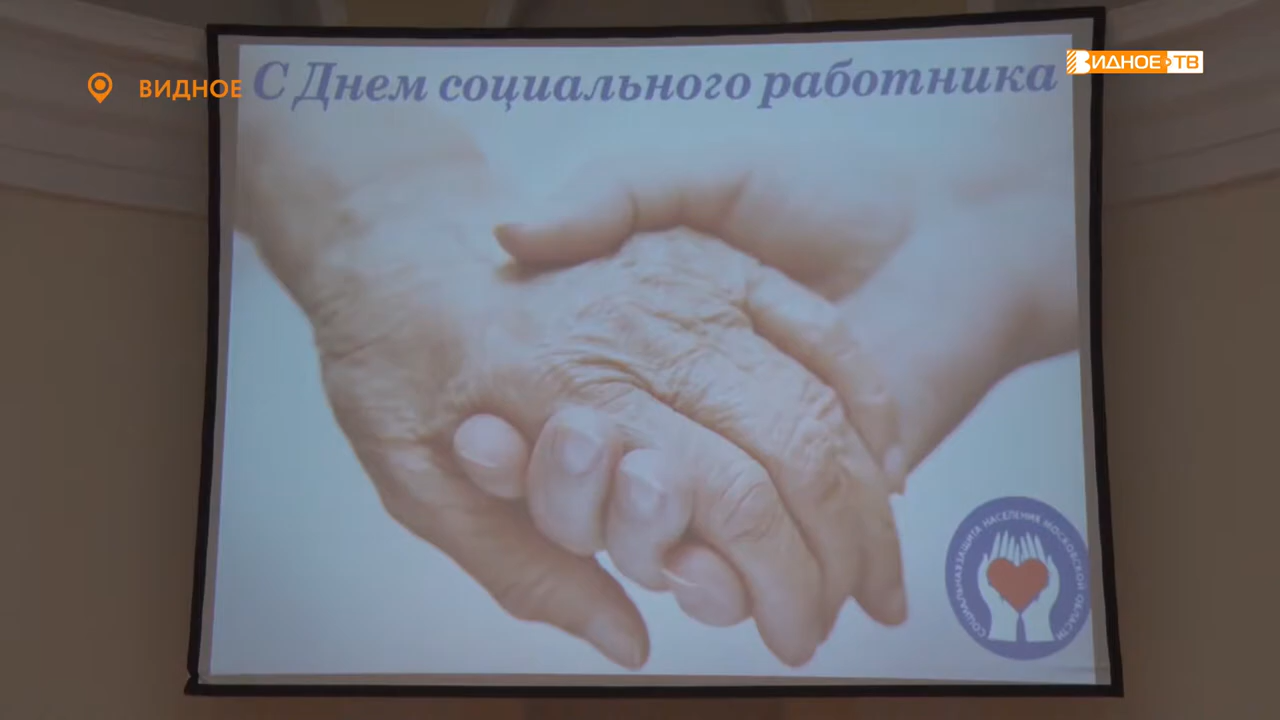 ВИДНОЕ
С Днем социального работника
ВИДНОЕ ТВ
СОЦИАЛЬНАЯ ЗАЩИТА НАСЕЛЕНИЯ МОСКОВСКОЙ ОБЛАСТИ